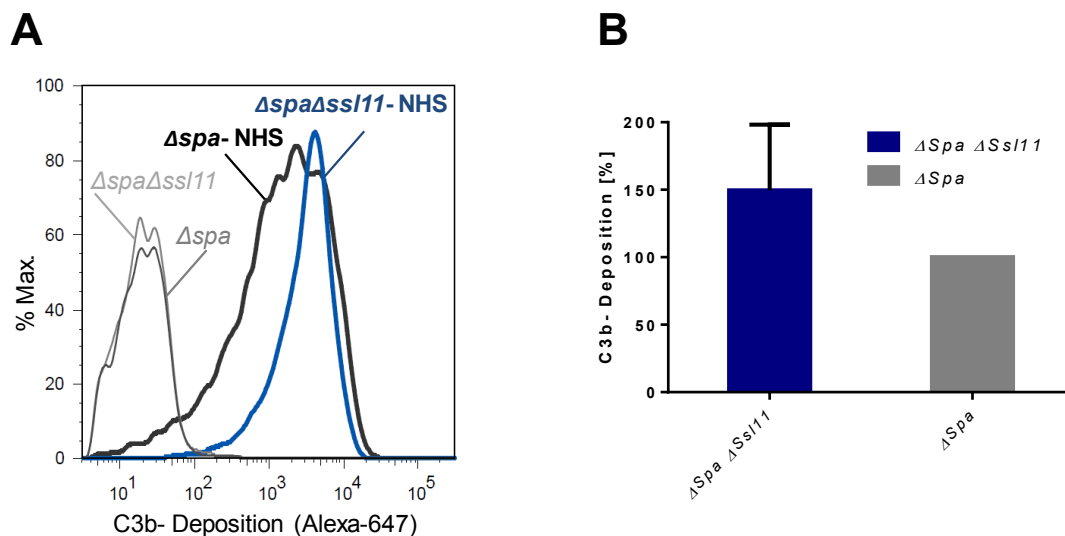 A
100
80
60
40
20
0
% Max.
ΔspaΔssl11- NHS
Δspa- NHS
ΔspaΔssl11
Δspa
10¹ 10² 10³ 10⁴ 10⁵
C3b- Deposition (Alexa-647)
B
200
150
100
50
0
C3b- Deposition [%]
ΔSpa ΔSsl11
ΔSpa
ΔSpa ΔSsl11
ΔSpa